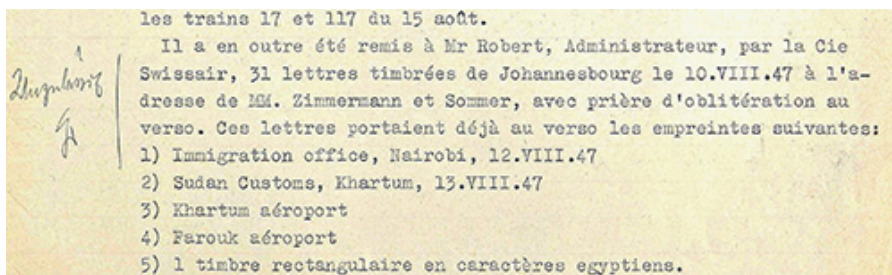 les trains 17 et 117 du 15 août.
Il a en outre été remis à Mr Robert, Administrateur, par la Cie
Swissair, 31 lettres timbrées de Johannesbourg le 10.VIII.47 à l'a-
dresse de MM. Zimmermann et Sommer, avec prière d'oblitération au
verso. Ces lettres portaient déjà au verso les empreintes suivantes:
1) Immigration office, Nairobi, 12.VIII.47
2) Sudan Customs, Khartum, 13.VIII.47
3) Khartum aéroport
4) Farouk aéroport
5) 1 timbre rectangulaire en caractères egyptiens.
Unzulässig